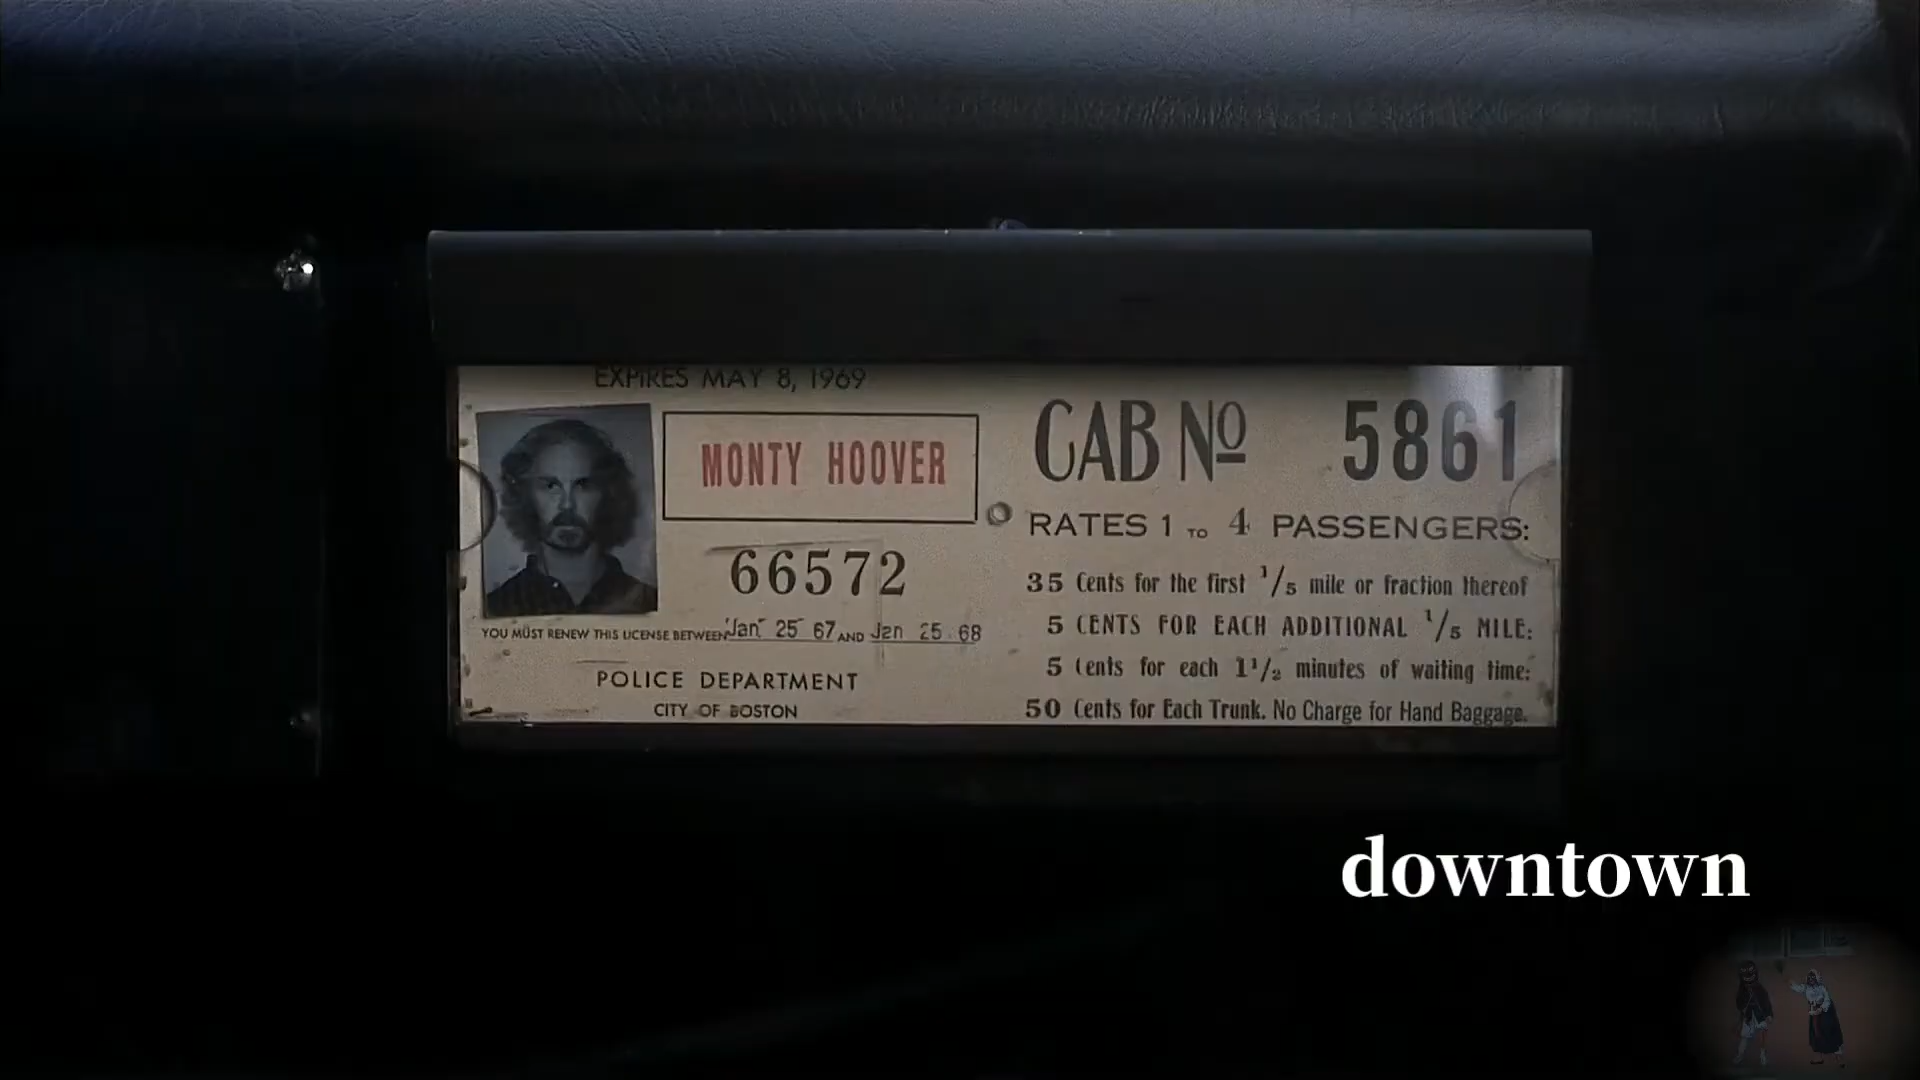 EXPIRES MAY 8, 1969
MONTY HOOVER
66572
YOU MUST RENEW THIS LICENSE BETWEEN Jan 25 67 AND Jan 25 68
POLICE DEPARTMENT
CITY OF BOSTON
CAB No 5861
RATES 1 TO 4 PASSENGERS:
35 Cents for the first 1/5 mile or fraction thereof
5 CENTS FOR EACH ADDITIONAL 1/5 MILE:
5 Cents for each 1 1/2 minutes of waiting time:
50 Cents for Each Trunk. No Charge for Hand Baggage.
downtown